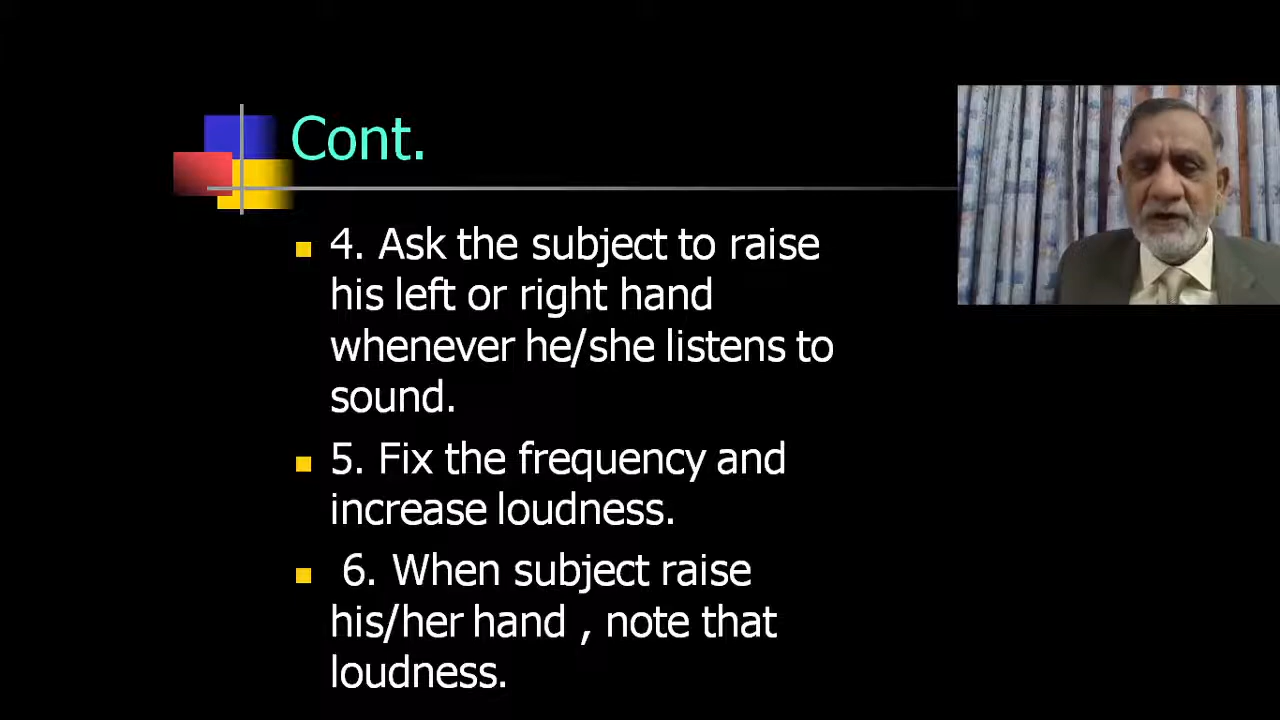 Cont.
4. Ask the subject to raise
his left or right hand
whenever he/she listens to
sound.
5. Fix the frequency and
increase loudness.
6. When subject raise
his/her hand , note that
loudness.